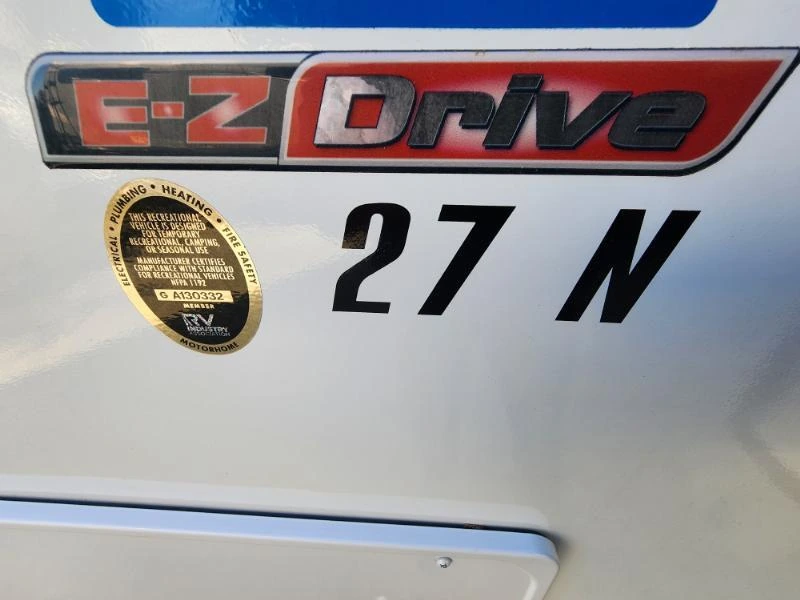 E-Z Drive
27 N
ELECTRICAL • PLUMBING • HEATING • FIRE SAFETY
THIS RECREATIONAL
VEHICLE IS DESIGNED
FOR TEMPORARY
RECREATIONAL, CAMPING,
OR SEASONAL USE
MANUFACTURER CERTIFIES
COMPLIANCE WITH STANDARD
FOR RECREATIONAL VEHICLES
NFPA 1192
G A130332
MEMBER
RV
INDUSTRY
ASSOCIATION
MOTORHOME